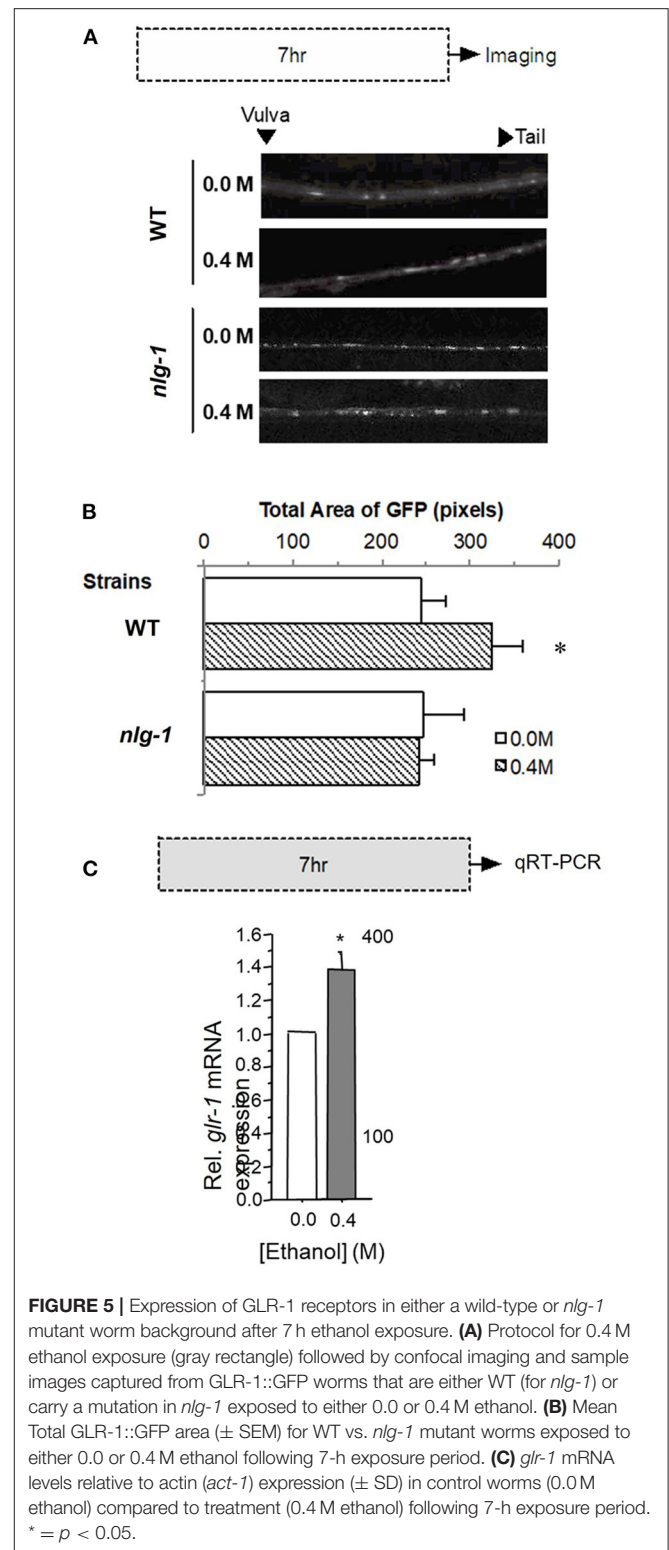 A
7hr
Imaging
Vulva
Tail
WT
0.0 M
0.4 M
nlg-1
0.0 M
0.4 M
B
Total Area of GFP (pixels)
0 100 200 300 400
Strains
WT
*
nlg-1
0.0M
0.4M
C
7hr
qRT-PCR
Rel. glr-1 mRNA
expression
1.6
1.4
1.2
1.0
0.8
0.6
0.4
0.2
0.0
*
400
100
0.0 0.4
[Ethanol] (M)
FIGURE 5 | Expression of GLR-1 receptors in either a wild-type or nlg-1
mutant worm background after 7 h ethanol exposure. (A) Protocol for 0.4 M
ethanol exposure (gray rectangle) followed by confocal imaging and sample
images captured from GLR-1::GFP worms that are either WT (for nlg-1) or
carry a mutation in nlg-1 exposed to either 0.0 or 0.4 M ethanol. (B) Mean
Total GLR-1::GFP area (± SEM) for WT vs. nlg-1 mutant worms exposed to
either 0.0 or 0.4 M ethanol following 7-h exposure period. (C) glr-1 mRNA
levels relative to actin (act-1) expression (± SD) in control worms (0.0 M
ethanol) compared to treatment (0.4 M ethanol) following 7-h exposure period.
* = p < 0.05.